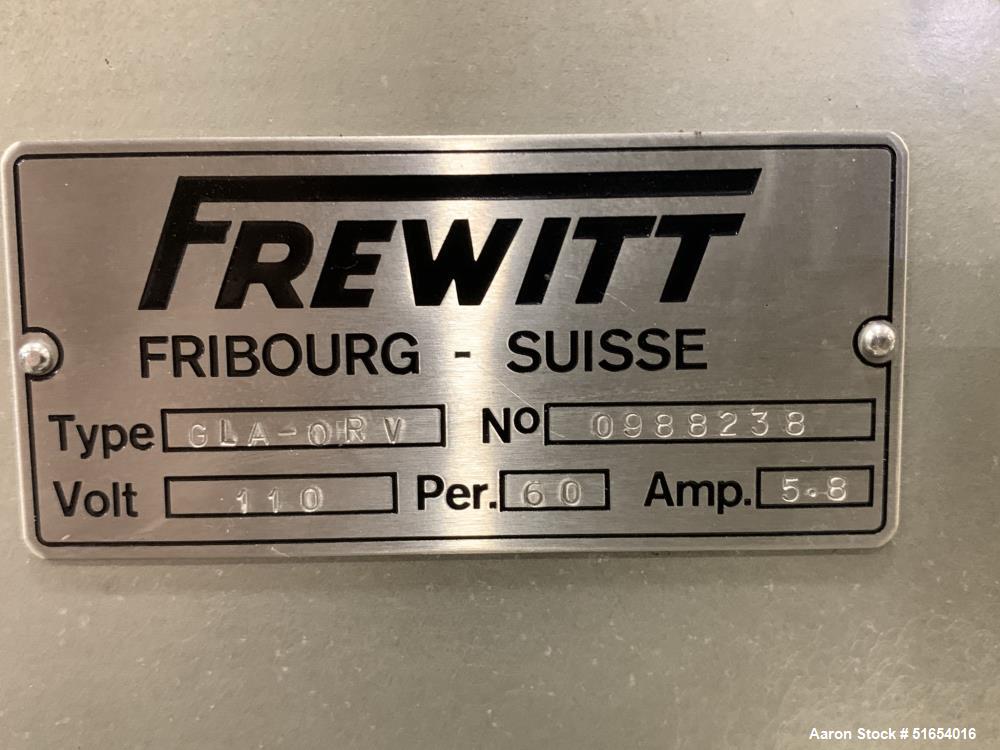 FREWITT
FRIBOURG - SUISSE
Type GLA-ORV No 0988238
Volt 110 Per. 60 Amp. 5.8
Aaron Stock # 51654016